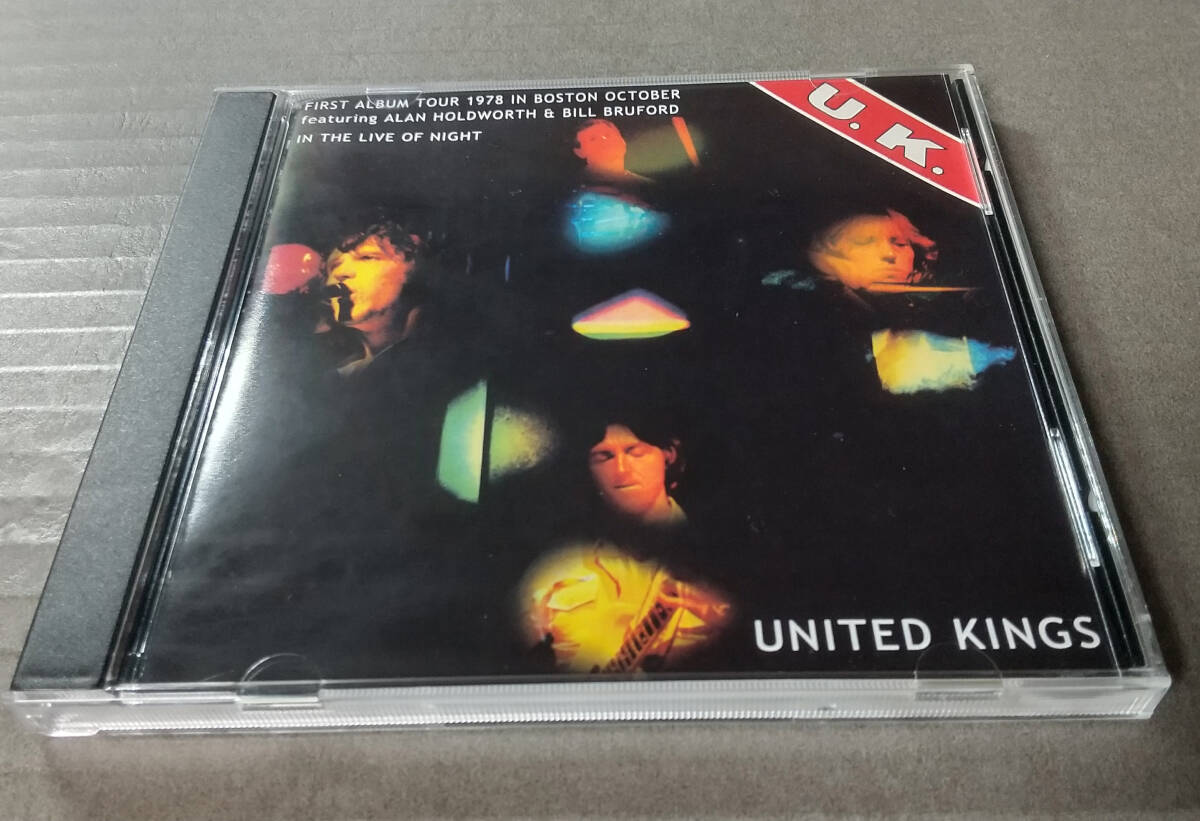 FIRST ALBUM TOUR 1978 IN BOSTON OCTOBER
featuring ALAN HOLDWORTH & BILL BRUFORD
IN THE LIVE OF NIGHT
U.K.
UNITED KINGS